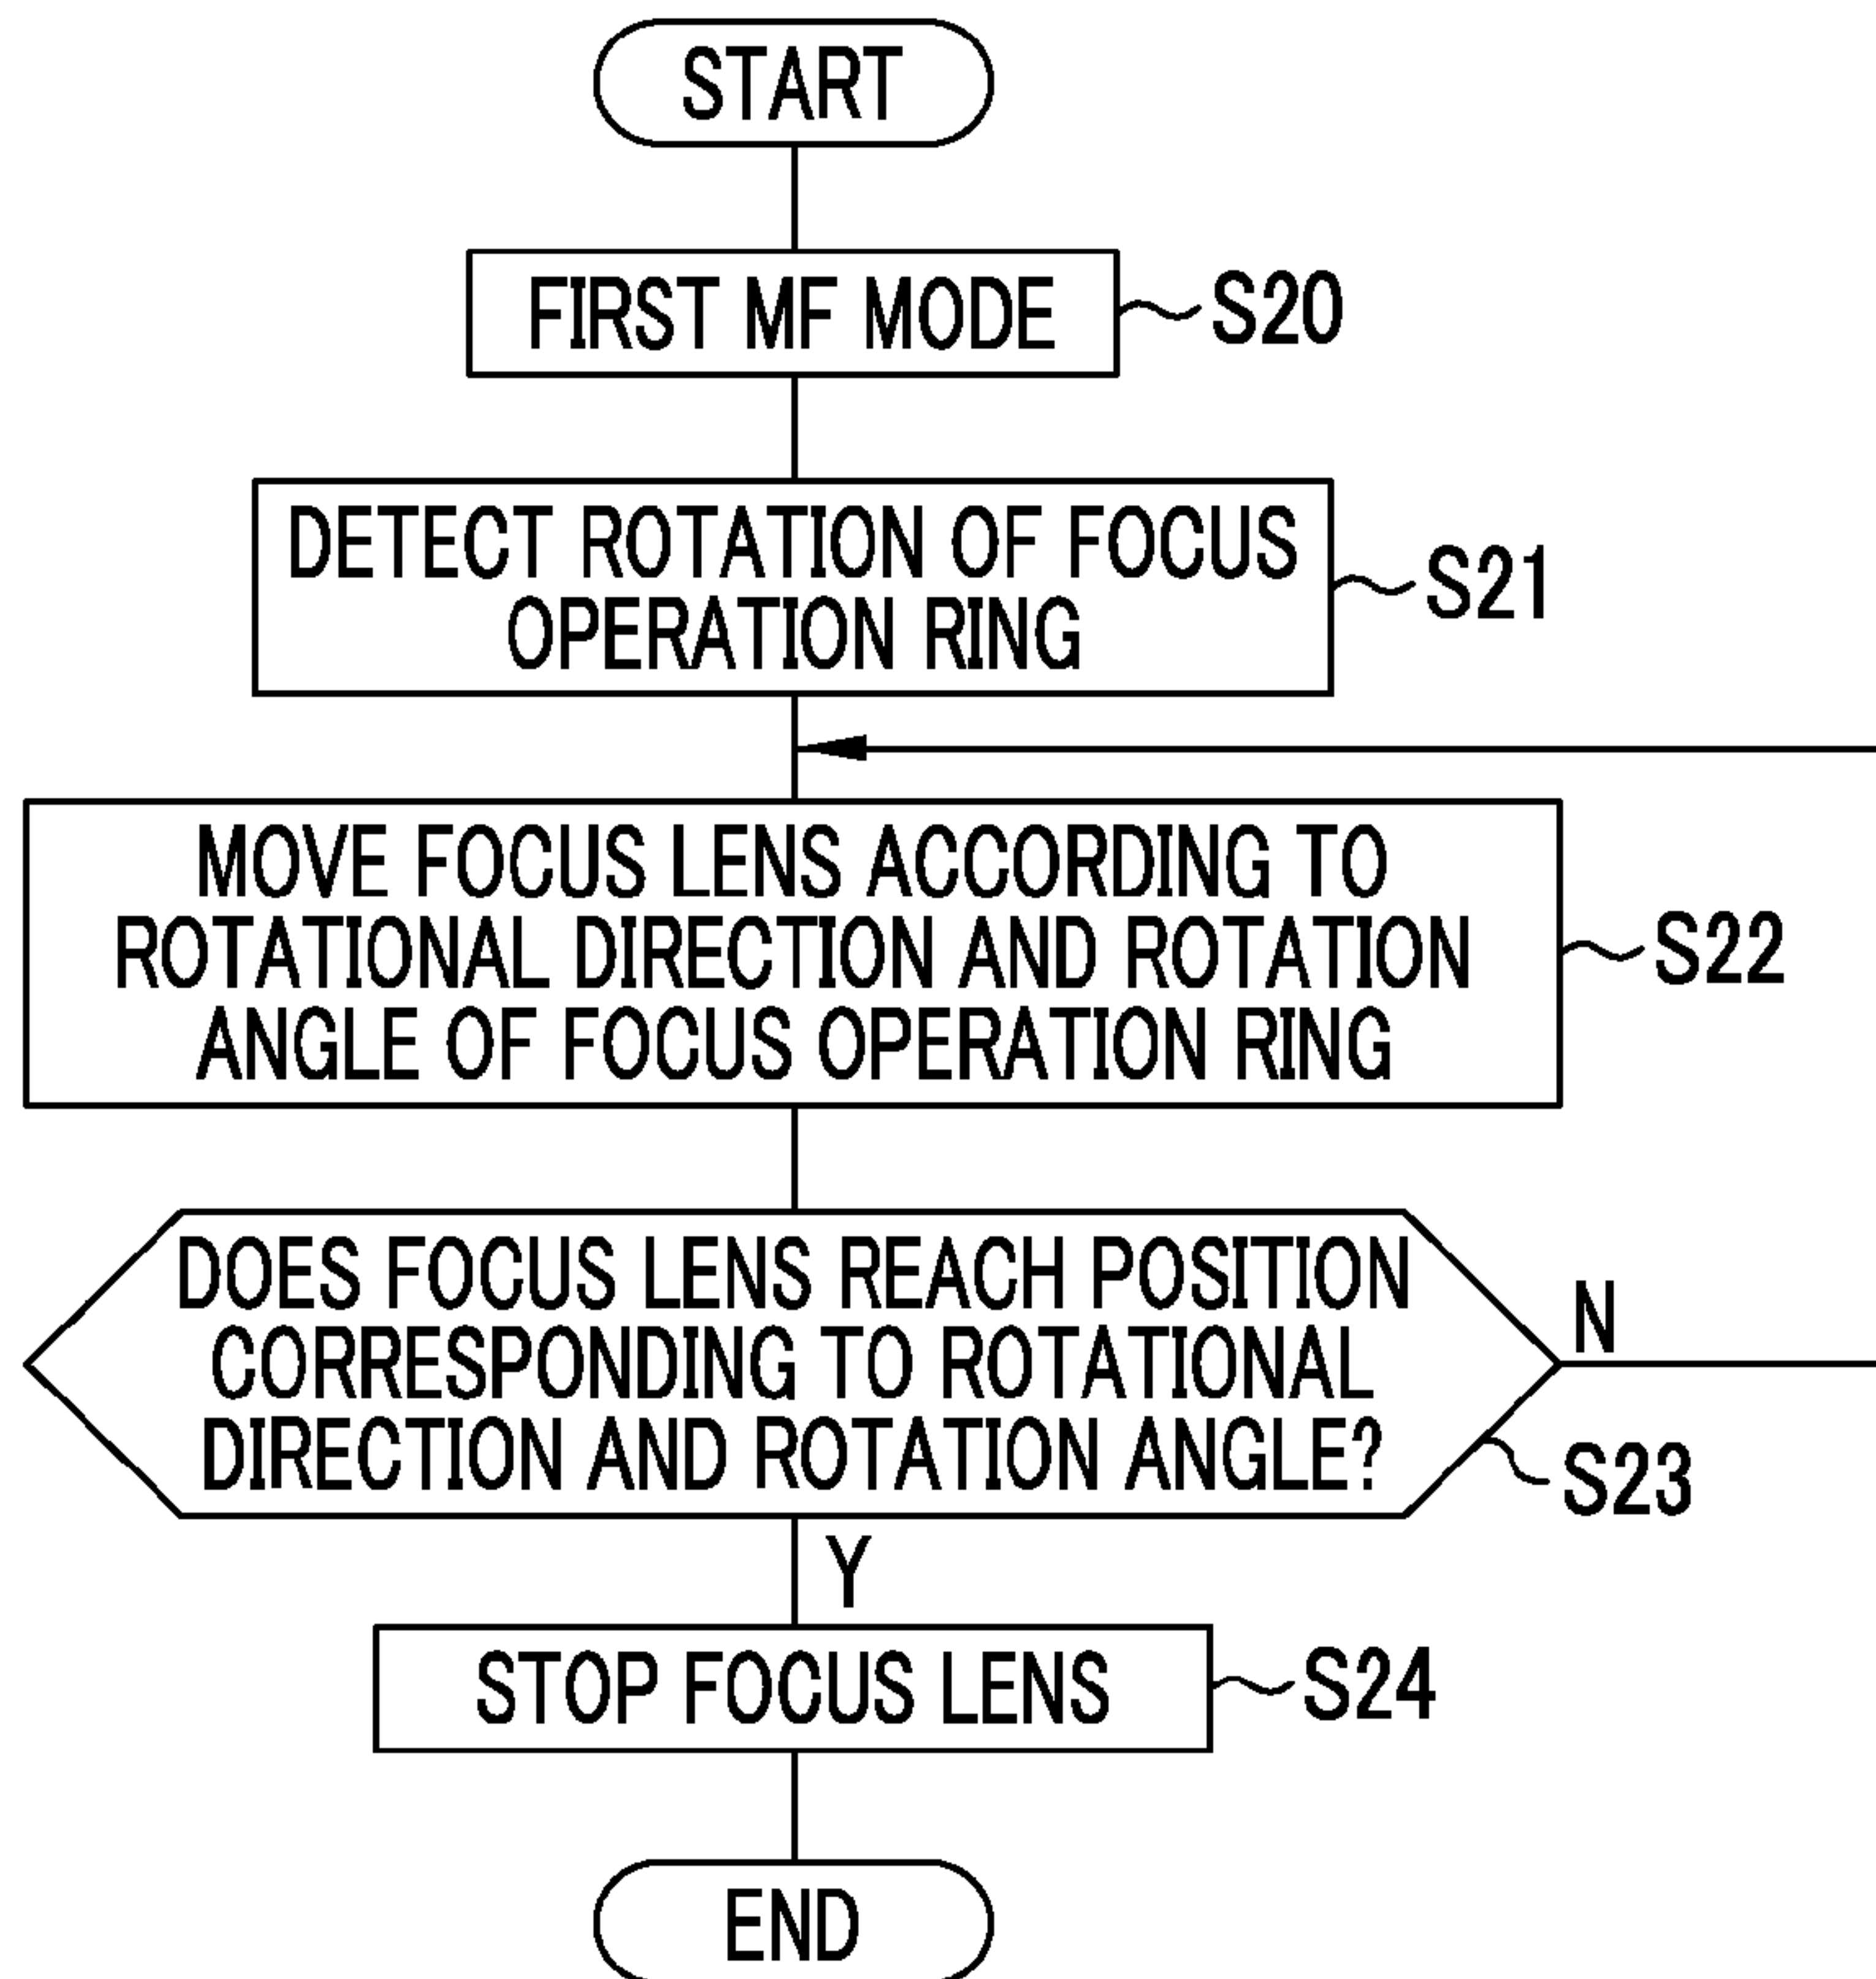 START
FIRST MF MODE
S20
DETECT ROTATION OF FOCUS
OPERATION RING
S21
MOVE FOCUS LENS ACCORDING TO
ROTATIONAL DIRECTION AND ROTATION
ANGLE OF FOCUS OPERATION RING
S22
DOES FOCUS LENS REACH POSITION
CORRESPONDING TO ROTATIONAL
DIRECTION AND ROTATION ANGLE?
N
S23
Y
STOP FOCUS LENS
S24
END